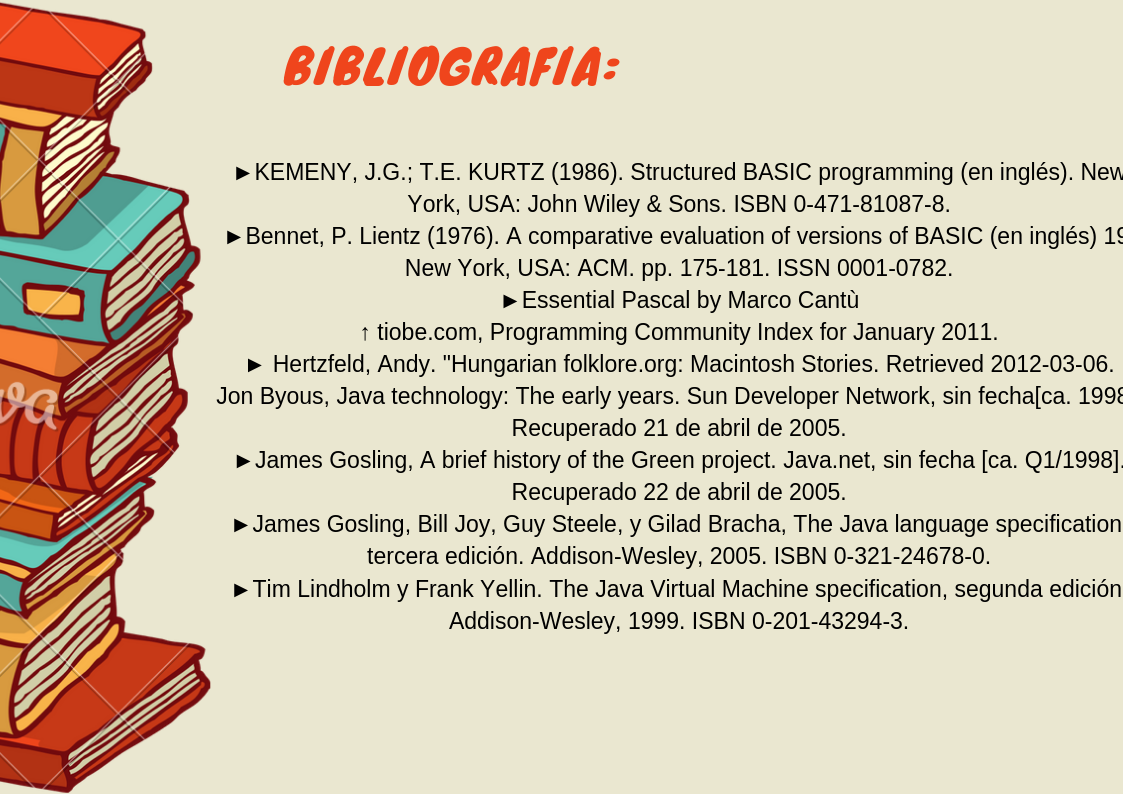 BIBLIOGRAFIA:
►KEMENY, J.G.; T.E. KURTZ (1986). Structured BASIC programming (en inglés). New
York, USA: John Wiley & Sons. ISBN 0-471-81087-8.
►Bennet, P. Lientz (1976). A comparative evaluation of versions of BASIC (en inglés) 19
New York, USA: ACM. pp. 175-181. ISSN 0001-0782.
►Essential Pascal by Marco Cantù
↑ tiobe.com, Programming Community Index for January 2011.
► Hertzfeld, Andy. "Hungarian folklore.org: Macintosh Stories. Retrieved 2012-03-06.
Jon Byous, Java technology: The early years. Sun Developer Network, sin fecha[ca. 1998
Recuperado 21 de abril de 2005.
►James Gosling, A brief history of the Green project. Java.net, sin fecha [ca. Q1/1998].
Recuperado 22 de abril de 2005.
►James Gosling, Bill Joy, Guy Steele, y Gilad Bracha, The Java language specification
tercera edición. Addison-Wesley, 2005. ISBN 0-321-24678-0.
►Tim Lindholm y Frank Yellin. The Java Virtual Machine specification, segunda edición
Addison-Wesley, 1999. ISBN 0-201-43294-3.